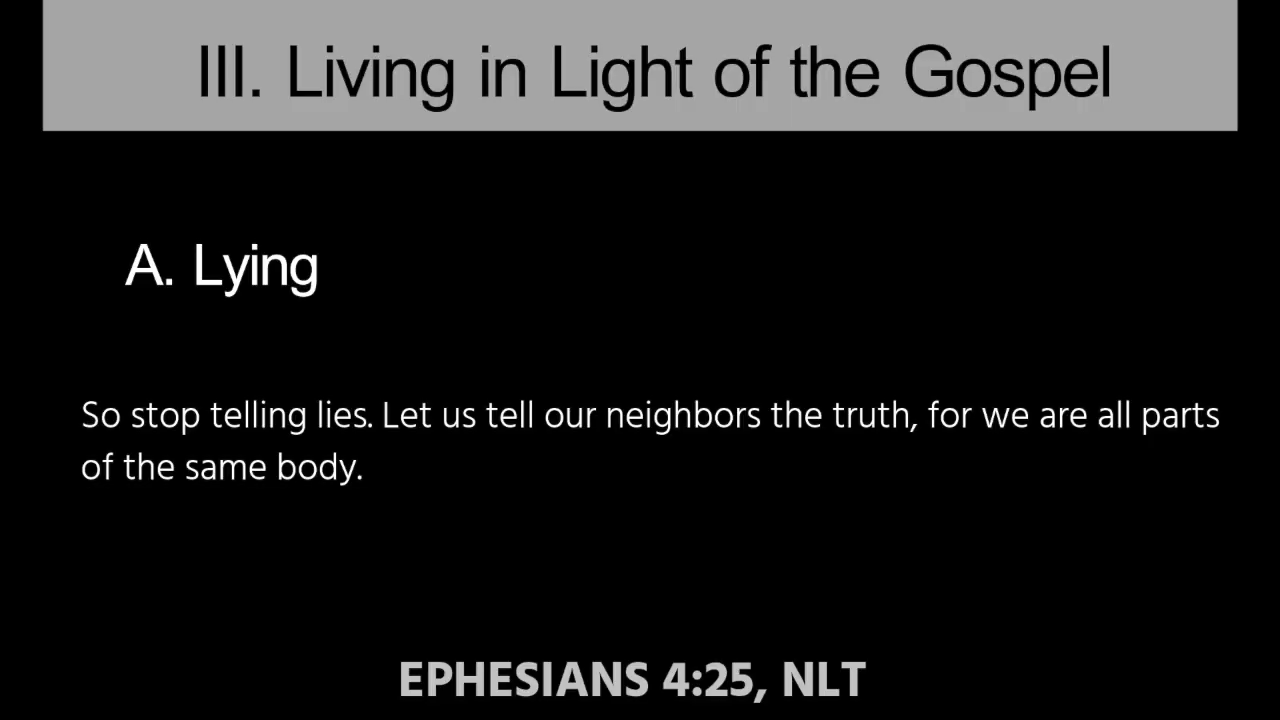 III. Living in Light of the Gospel
A. Lying
So stop telling lies. Let us tell our neighbors the truth, for we are all parts
of the same body.
EPHESIANS 4:25, NLT